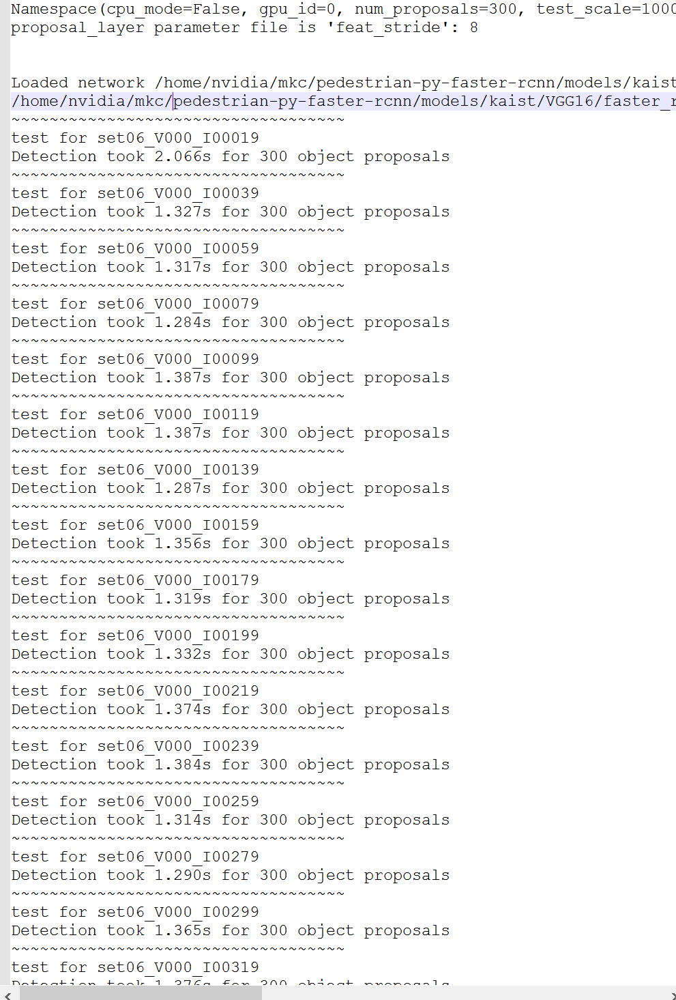 Namespace(cpu_mode=False, gpu_id=0, num_proposals=300, test_scale=1000
proposal_layer parameter file is 'feat_stride': 8
Loaded network /home/nvidia/mkc/pedestrian-py-faster-rcnn/models/kaist
/home/nvidia/mkc/pedestrian-py-faster-rcnn/models/kaist/VGG16/faster_r
~~~~~~~~~~~~~~~~~~~~~~~~~~~~~~~~~~~
test for set06_V000_I00019
Detection took 2.066s for 300 object proposals
~~~~~~~~~~~~~~~~~~~~~~~~~~~~~~~~~~~
test for set06_V000_I00039
Detection took 1.327s for 300 object proposals
~~~~~~~~~~~~~~~~~~~~~~~~~~~~~~~~~~~
test for set06_V000_I00059
Detection took 1.317s for 300 object proposals
~~~~~~~~~~~~~~~~~~~~~~~~~~~~~~~~~~~
test for set06_V000_I00079
Detection took 1.284s for 300 object proposals
~~~~~~~~~~~~~~~~~~~~~~~~~~~~~~~~~~~
test for set06_V000_I00099
Detection took 1.387s for 300 object proposals
~~~~~~~~~~~~~~~~~~~~~~~~~~~~~~~~~~~
test for set06_V000_I00119
Detection took 1.387s for 300 object proposals
~~~~~~~~~~~~~~~~~~~~~~~~~~~~~~~~~~~
test for set06_V000_I00139
Detection took 1.287s for 300 object proposals
~~~~~~~~~~~~~~~~~~~~~~~~~~~~~~~~~~~
test for set06_V000_I00159
Detection took 1.356s for 300 object proposals
~~~~~~~~~~~~~~~~~~~~~~~~~~~~~~~~~~~
test for set06_V000_I00179
Detection took 1.319s for 300 object proposals
~~~~~~~~~~~~~~~~~~~~~~~~~~~~~~~~~~~
test for set06_V000_I00199
Detection took 1.332s for 300 object proposals
~~~~~~~~~~~~~~~~~~~~~~~~~~~~~~~~~~~
test for set06_V000_I00219
Detection took 1.374s for 300 object proposals
~~~~~~~~~~~~~~~~~~~~~~~~~~~~~~~~~~~
test for set06_V000_I00239
Detection took 1.384s for 300 object proposals
~~~~~~~~~~~~~~~~~~~~~~~~~~~~~~~~~~~
test for set06_V000_I00259
Detection took 1.314s for 300 object proposals
~~~~~~~~~~~~~~~~~~~~~~~~~~~~~~~~~~~
test for set06_V000_I00279
Detection took 1.290s for 300 object proposals
~~~~~~~~~~~~~~~~~~~~~~~~~~~~~~~~~~~
test for set06_V000_I00299
Detection took 1.365s for 300 object proposals
~~~~~~~~~~~~~~~~~~~~~~~~~~~~~~~~~~~
test for set06_V000_I00319
Detection took 1.376s for 300 object proposals